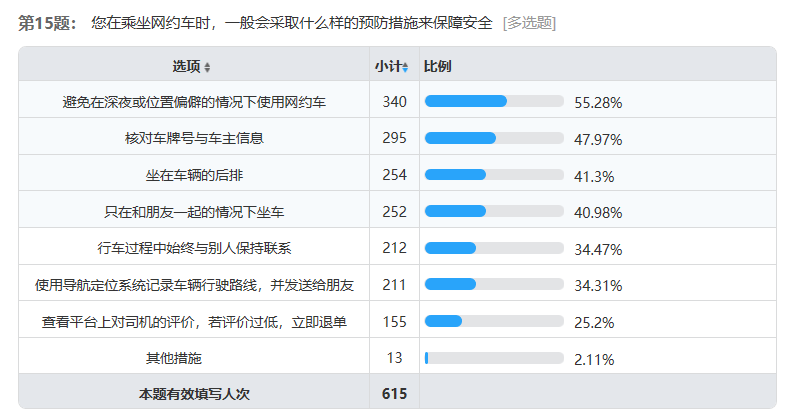 第15题： 您在乘坐网约车时，一般会采取什么样的预防措施来保障安全 [多选题]
选项 小计 比例
避免在深夜或位置偏僻的情况下使用网约车 340 55.28%
核对车牌号与车主信息 295 47.97%
坐在车辆的后排 254 41.3%
只在和朋友一起的情况下坐车 252 40.98%
行车过程中始终与别人保持联系 212 34.47%
使用导航定位系统记录车辆行驶路线，并发送给朋友 211 34.31%
查看平台上对司机的评价，若评价过低，立即退单 155 25.2%
其他措施 13 2.11%
本题有效填写人次 615